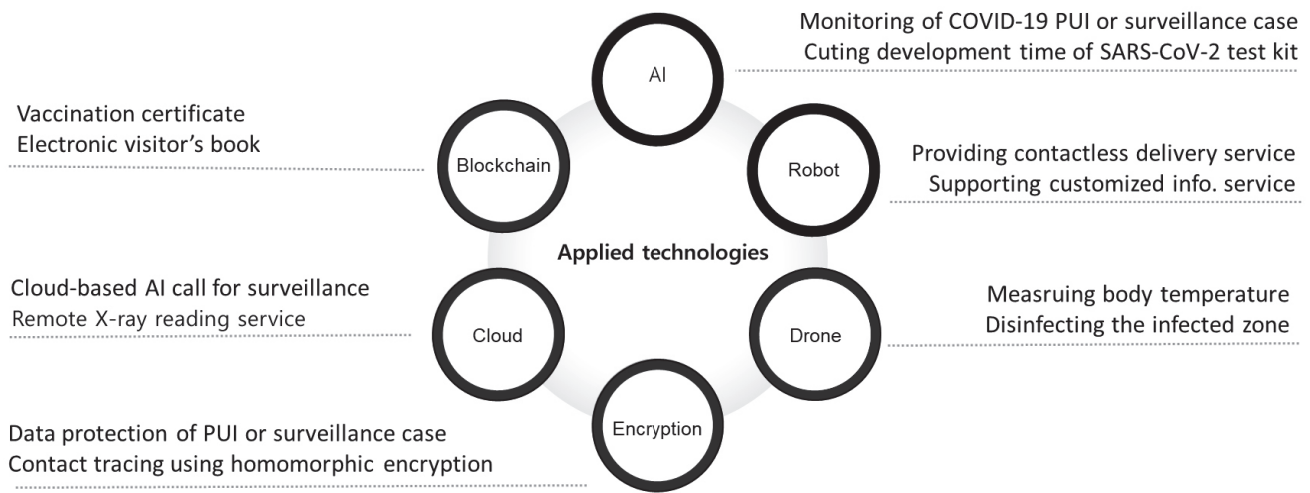 AI
Monitoring of COVID-19 PUI or surveillance case
Cuting development time of SARS-CoV-2 test kit
Vaccination certificate
Electronic visitor's book
Blockchain
Robot
Providing contactless delivery service
Supporting customized info. service
Applied technologies
Cloud-based AI call for surveillance
Remote X-ray reading service
Cloud
Drone
Measruing body temperature
Disinfecting the infected zone
Encryption
Data protection of PUI or surveillance case
Contact tracing using homomorphic encryption